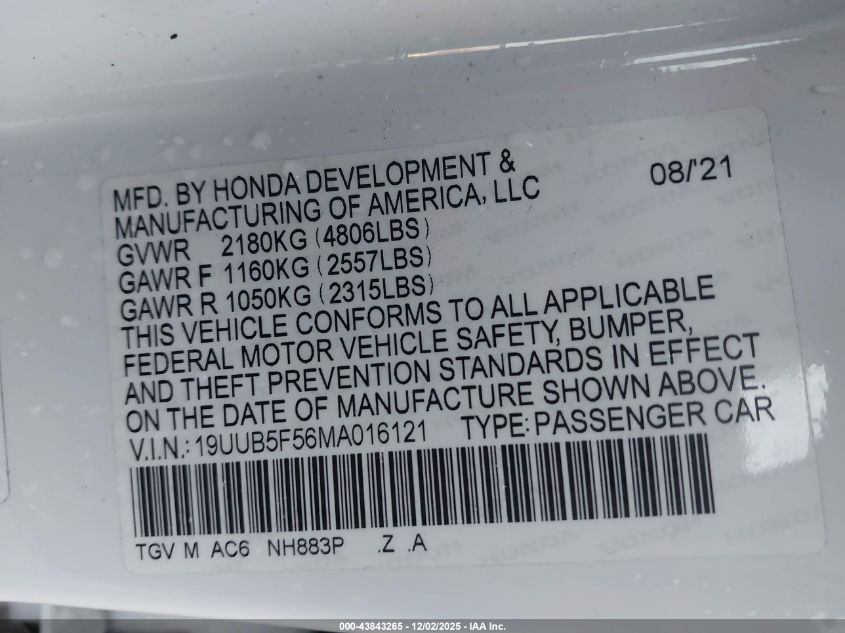 MFD. BY HONDA DEVELOPMENT & 08/'21
MANUFACTURING OF AMERICA, LLC
GVWR 2180KG (4806LBS)
GAWR F 1160KG (2557LBS)
GAWR R 1050KG (2315LBS)
THIS VEHICLE CONFORMS TO ALL APPLICABLE
FEDERAL MOTOR VEHICLE SAFETY, BUMPER,
AND THEFT PREVENTION STANDARDS IN EFFECT
ON THE DATE OF MANUFACTURE SHOWN ABOVE.
V.I.N.: 19UUB5F56MA016121 TYPE: PASSENGER CAR
TGV M AC6 NH883P .Z .A
000-43843265 - 12/02/2025 - IAA Inc.